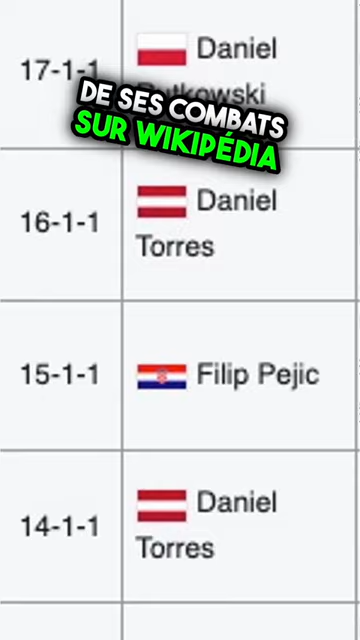 17-1-1
Daniel
Rutkowski
DE SES COMBATS
SUR WIKIPÉDIA
16-1-1
Daniel
Torres
15-1-1
Filip Pejic
14-1-1
Daniel
Torres